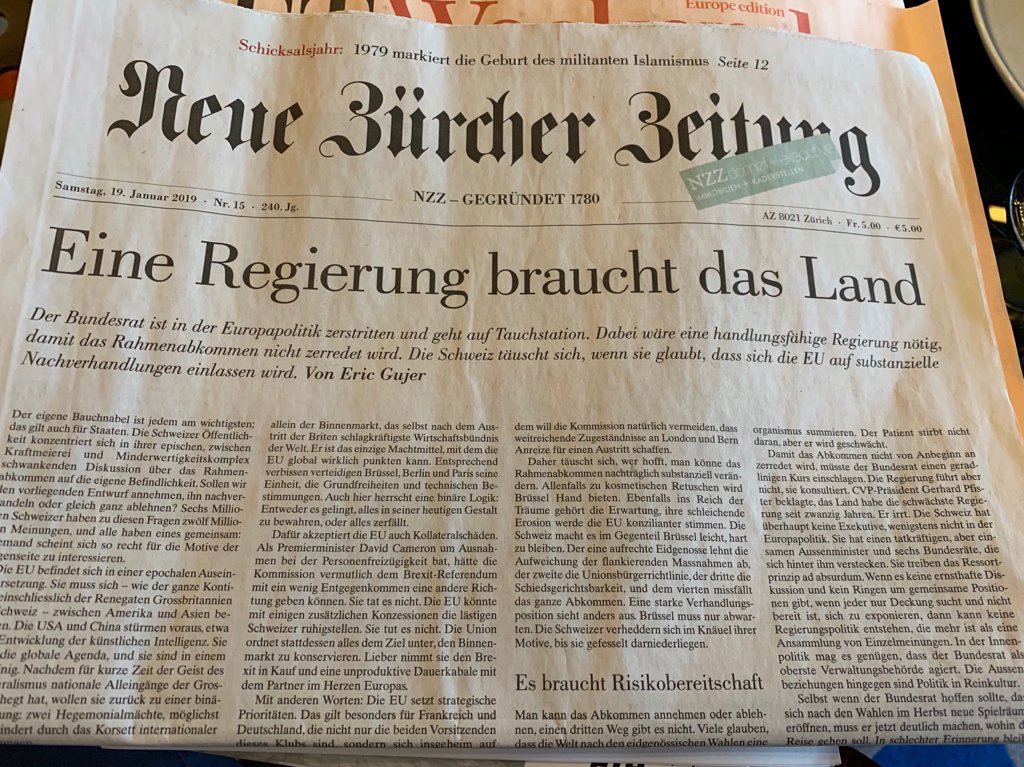 Europe edition
Schicksalsjahr: 1979 markiert die Geburt des militanten Islamismus Seite 12
Neue Zürcher Zeitung
NZZdomizil – executive
IMMOBILIEN + KADERSTELLEN
Samstag, 19. Januar 2019 · Nr. 15 · 240. Jg.
NZZ – GEGRÜNDET 1780
AZ 8021 Zürich · Fr. 5.00 · €5.00
Eine Regierung braucht das Land
Der Bundesrat ist in der Europapolitik zerstritten und geht auf Tauchstation. Dabei wäre eine handlungsfähige Regierung nötig,
damit das Rahmenabkommen nicht zerredet wird. Die Schweiz täuscht sich, wenn sie glaubt, dass sich die EU auf substanzielle
Nachverhandlungen einlassen wird. Von Eric Gujer
Der eigene Bauchnabel ist jedem am wichtigsten;
das gilt auch für Staaten. Die Schweizer Öffentlich-
keit konzentriert sich in ihrer epischen, zwischen
Kraftmeierei und Minderwertigkeitskomplex
schwankenden Diskussion über das Rahmen-
abkommen auf die eigene Befindlichkeit. Sollen wir
den vorliegenden Entwurf annehmen, ihn nachver-
handeln oder gleich ganz ablehnen? Sechs Millio-
en Schweizer haben zu diesen Fragen zwölf Millio-
n Meinungen, und alle haben eines gemeinsam:
emand scheint sich so recht für die Motive der
genseite zu interessieren.
Die EU befindet sich in einer epochalen Ausein-
rsetzung. Sie muss sich – wie der ganze Konti-
einschliesslich der Renegaten Grossbritannien
chweiz – zwischen Amerika und Asien be-
n. Die USA und China stürmen voraus, etwa
Entwicklung der künstlichen Intelligenz. Sie
die globale Agenda, und sie sind in einem
nig. Nachdem für kurze Zeit der Geist des
eralismus nationale Alleingänge der Gros-
hegt hat, wollen sie zurück zu einer binä-
ung: zwei Hegemonialmächte, möglichst
indert durch das Korsett internationaler
allein der Binnenmarkt, das selbst nach dem Aus-
tritt der Briten schlagkräftigste Wirtschaftsbündnis
der Welt. Er ist das einzige Machtmittel, mit dem die
EU global wirklich punkten kann. Entsprechend
verbissen verteidigen Brüssel, Berlin und Paris seine
Einheit, die Grundfreiheiten und technischen Be-
stimmungen. Auch hier herrscht eine binäre Logik:
Entweder es gelingt, alles in seiner heutigen Gestalt
zu bewahren, oder alles zerfällt.
Dafür akzeptiert die EU auch Kollateralschäden.
Als Premierminister David Cameron um Ausnah-
men bei der Personenfreizügigkeit bat, hätte die
Kommission vermutlich dem Brexit-Referendum
mit ein wenig Entgegenkommen eine andere Rich-
tung geben können. Sie tat es nicht. Die EU könnte
mit einigen zusätzlichen Konzessionen die lästigen
Schweizer ruhigstellen. Sie tut es nicht. Die Union
ordnet stattdessen alles dem Ziel unter, den Binnen-
markt zu konservieren. Lieber nimmt sie den Bre-
xit in Kauf und eine unproduktive Dauerkabale mit
dem Partner im Herzen Europas.
Mit anderen Worten: Die EU setzt strategische
Prioritäten. Das gilt besonders für Frankreich und
Deutschland, die nicht nur die beiden Vorsitzenden
dieses Klubs sind, sondern sich insgeheim auf
dem will die Kommission natürlich vermeiden, dass
weitreichende Zugeständnisse an London und Bern
Anreize für einen Austritt schaffen.
Daher täuscht sich, wer hofft, man könne das
Rahmenabkommen nachträglich substanziell verän-
dern. Allenfalls zu kosmetischen Retuschen wird
Brüssel Hand bieten. Ebenfalls ins Reich der
Träume gehört die Erwartung, ihre schleichende
Erosion werde die EU konzilianter stimmen. Die
Schweiz macht es im Gegenteil Brüssel leicht, hart
zu bleiben. Der eine aufrechte Eidgenosse lehnt die
Aufweichung der flankierenden Massnahmen ab,
der zweite die Unionsbürgerrichtlinie, der dritte die
Schiedsgerichtsbarkeit, und dem vierten missfällt
das ganze Abkommen. Eine starke Verhandlungs-
position sieht anders aus. Brüssel muss nur abwar-
ten. Die Schweizer verheddern sich im Knäuel ihrer
Motive, bis sie gefesselt darniederliegen.
Es braucht Risikobereitschaft
Man kann das Abkommen annehmen oder ableh-
nen, einen dritten Weg gibt es nicht. Viele glauben,
dass die Welt nach den eidgenössischen Wahlen eine
organismus summieren. Der Patient stirbt nicht
daran, aber er wird geschwächt.
Damit das Abkommen nicht von Anbeginn an
zerredet wird, müsste der Bundesrat einen gerad-
linigen Kurs einschlagen. Die Regierung führt aber
nicht, sie konsultiert. CVP-Präsident Gerhard Pfis-
ter beklagte, das Land habe die schwächste Regie-
rung seit zwanzig Jahren. Er irrt. Die Schweiz hat
überhaupt keine Exekutive, wenigstens nicht in der
Europapolitik. Sie hat einen tatkräftigen, aber ein-
samen Aussenminister und sechs Bundesräte, die
sich hinter ihm verstecken. Sie treiben das Ressort-
prinzip ad absurdum. Wenn es keine ernsthafte Dis-
kussion und kein Ringen um gemeinsame Positio-
nen gibt, wenn jeder nur Deckung sucht und nicht
bereit ist, sich zu exponieren, dann kann keine
Regierungspolitik entstehen, die mehr ist als eine
Ansammlung von Einzelmeinungen. In der Innen-
politik mag es genügen, dass der Bundesrat als
oberste Verwaltungsbehörde agiert. Die Aussen
beziehungen hingegen sind Politik in Reinkultur.
Selbst wenn der Bundesrat hoffen sollte, da
sich nach den Wahlen im Herbst neue Spielräu
eröffnen, muss er jetzt deutlich machen, wohin d
Reise gehen soll. In schlechter Erinnerung blei